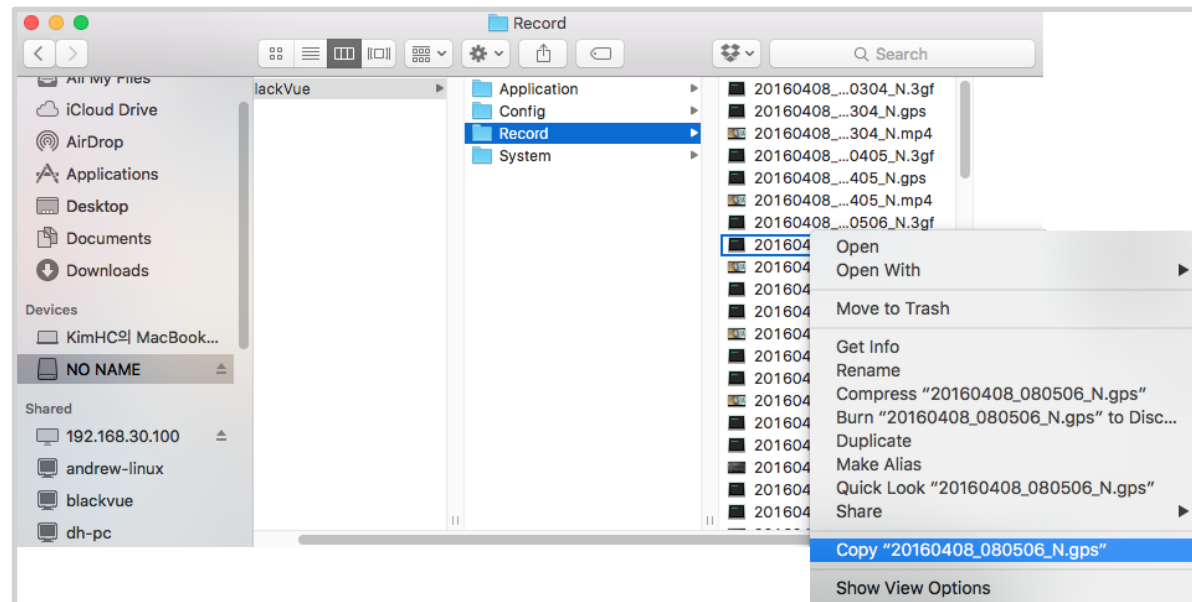 Record
Search
All My Files
iCloud Drive
AirDrop
Applications
Desktop
Documents
Downloads
Devices
KimHC의 MacBook...
NO NAME
Shared
192.168.30.100
andrew-linux
blackvue
dh-pc
lackVue
Application
Config
Record
System
20160408_...0304_N.3gf
20160408_...304_N.gps
20160408_...304_N.mp4
20160408_...0405_N.3gf
20160408_...405_N.gps
20160408_...405_N.mp4
20160408_...0506_N.3gf
201604
201604
201604
201604
201604
201604
201604
201604
201604
201604
201604
201604
201604
Open
Open With
Move to Trash
Get Info
Rename
Compress “20160408_080506_N.gps”
Burn “20160408_080506_N.gps” to Disc...
Duplicate
Make Alias
Quick Look “20160408_080506_N.gps”
Share
Copy “20160408_080506_N.gps”
Show View Options